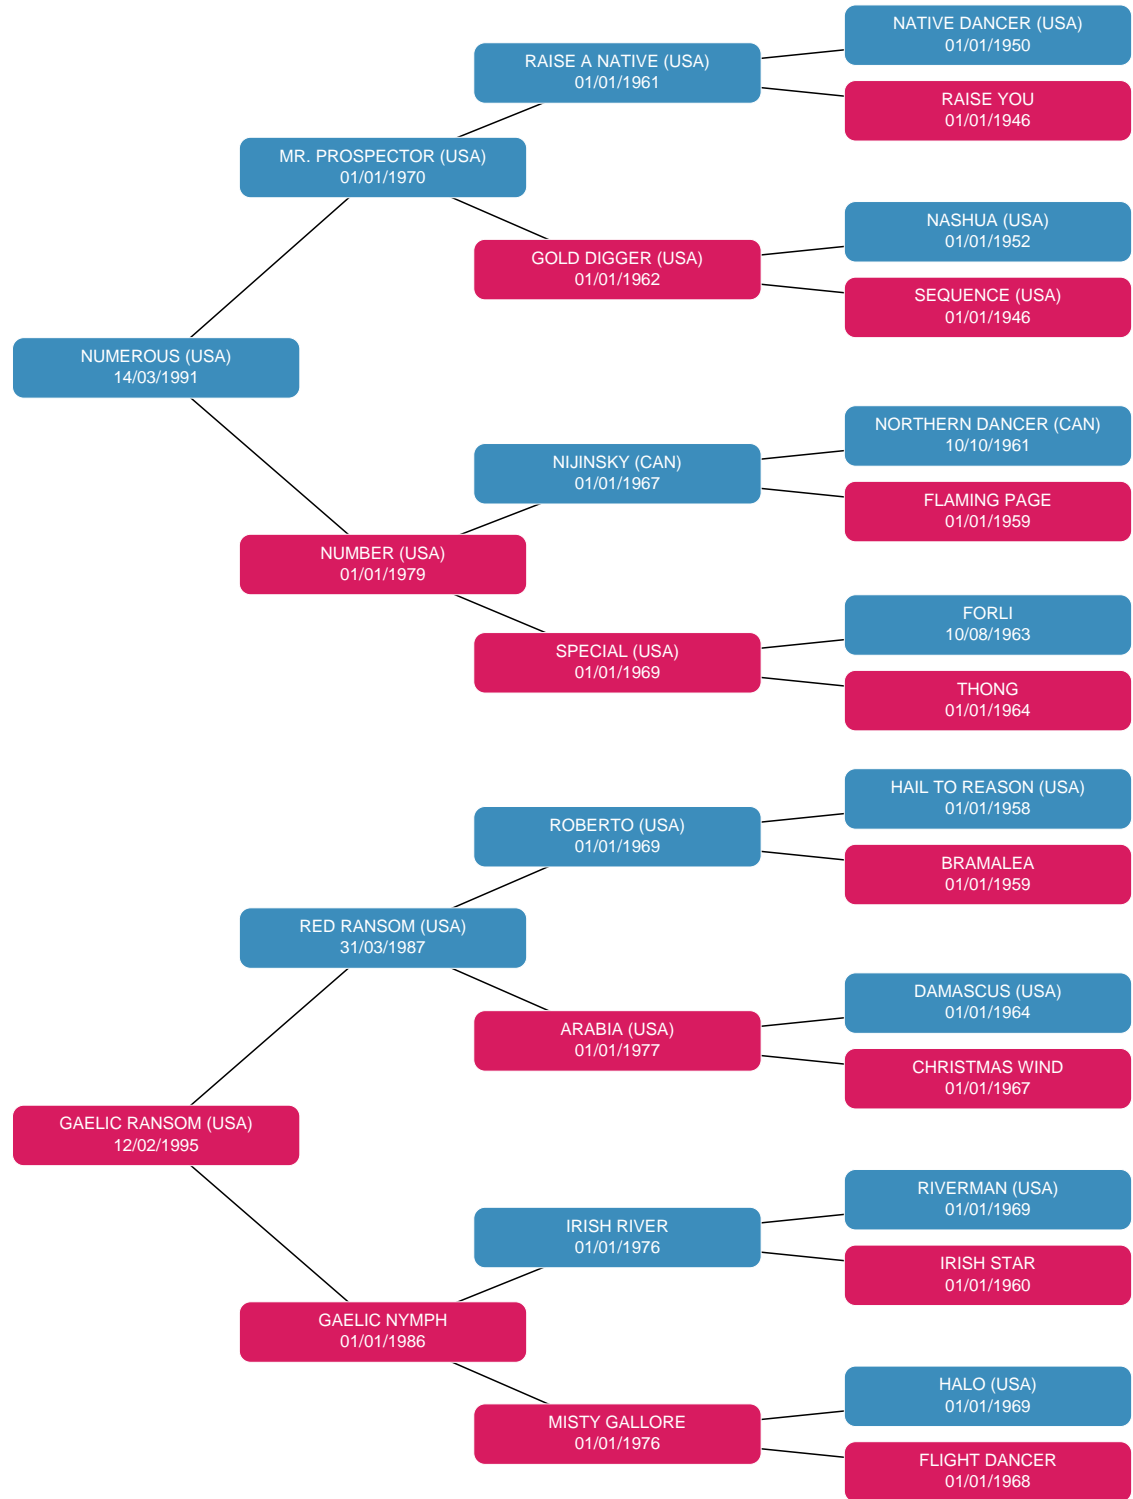 NATIVE DANCER (USA)
01/01/1950
RAISE A NATIVE (USA)
01/01/1961
RAISE YOU
01/01/1946
MR. PROSPECTOR (USA)
01/01/1970
NASHUA (USA)
01/01/1952
GOLD DIGGER (USA)
01/01/1962
SEQUENCE (USA)
01/01/1946
NUMEROUS (USA)
14/03/1991
NORTHERN DANCER (CAN)
10/10/1961
NIJINSKY (CAN)
01/01/1967
FLAMING PAGE
01/01/1959
NUMBER (USA)
01/01/1979
FORLI
10/08/1963
SPECIAL (USA)
01/01/1969
THONG
01/01/1964
HAIL TO REASON (USA)
01/01/1958
ROBERTO (USA)
01/01/1969
BRAMALEA
01/01/1959
RED RANSOM (USA)
31/03/1987
DAMASCUS (USA)
01/01/1964
ARABIA (USA)
01/01/1977
CHRISTMAS WIND
01/01/1967
GAELIC RANSOM (USA)
12/02/1995
RIVERMAN (USA)
01/01/1969
IRISH RIVER
01/01/1976
IRISH STAR
01/01/1960
GAELIC NYMPH
01/01/1986
HALO (USA)
01/01/1969
MISTY GALLORE
01/01/1976
FLIGHT DANCER
01/01/1968